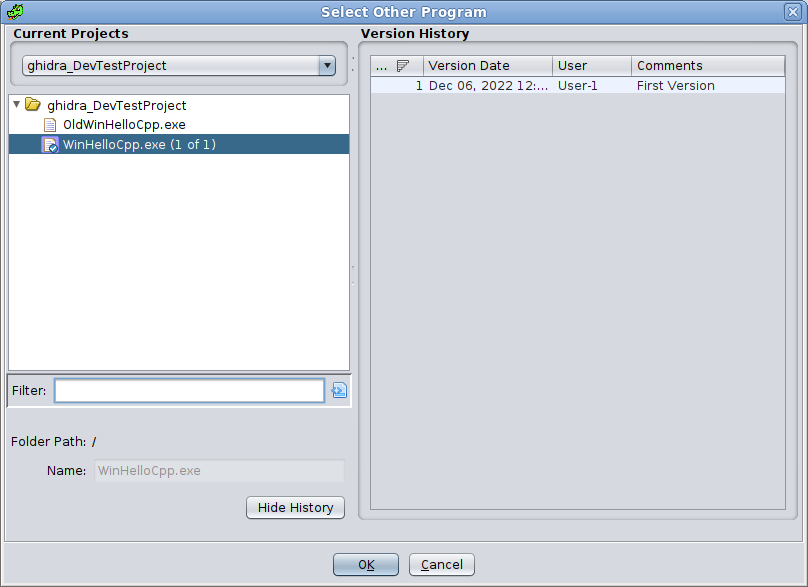 Select Other Program
Current Projects
ghidra_DevTestProject
ghidra_DevTestProject
OldWinHelloCpp.exe
WinHelloCpp.exe (1 of 1)
Filter:
Folder Path: /
Name: WinHelloCpp.exe
Hide History
Version History
... Version Date User Comments
1 Dec 06, 2022 12:... User-1 First Version
OK Cancel